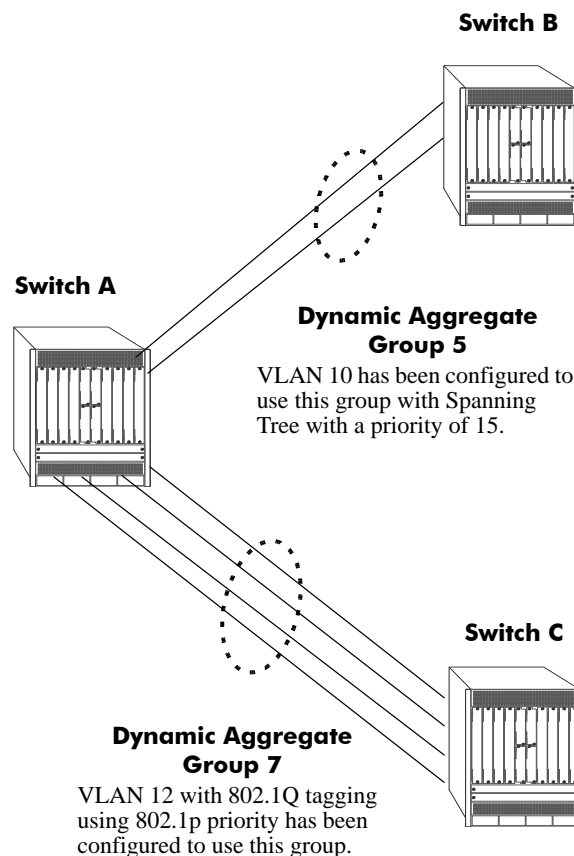 Switch B
Switch A
Dynamic Aggregate
Group 5
VLAN 10 has been configured to
use this group with Spanning
Tree with a priority of 15.
Switch C
Dynamic Aggregate
Group 7
VLAN 12 with 802.1Q tagging
using 802.1p priority has been
configured to use this group.